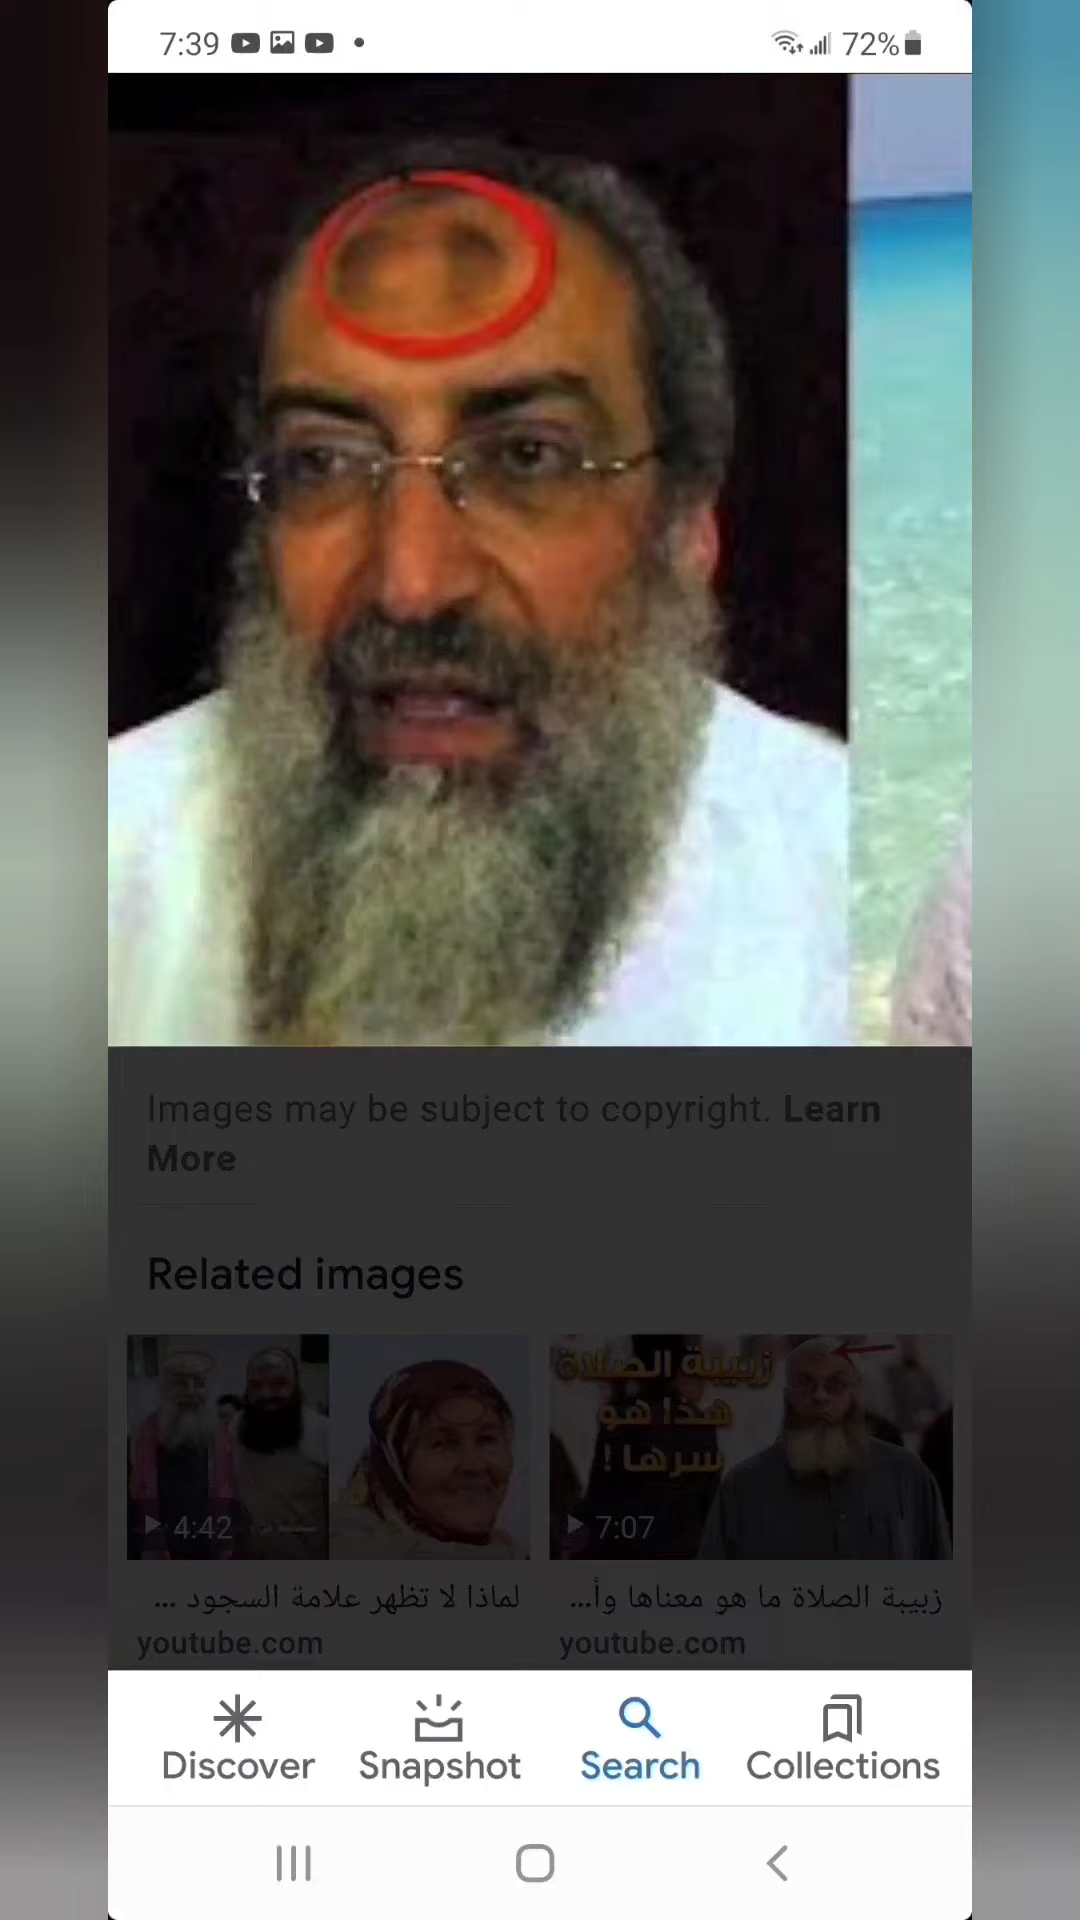 7:39
72%
Images may be subject to copyright. Learn
More
Related images
زبيبة الصلاة
هذا هو
سرها !
4:42
7:07
لماذا لا تظهر علامة السجود ...
زبيبة الصلاة ما هو معناها وأ...
youtube.com
youtube.com
Discover
Snapshot
Search
Collections